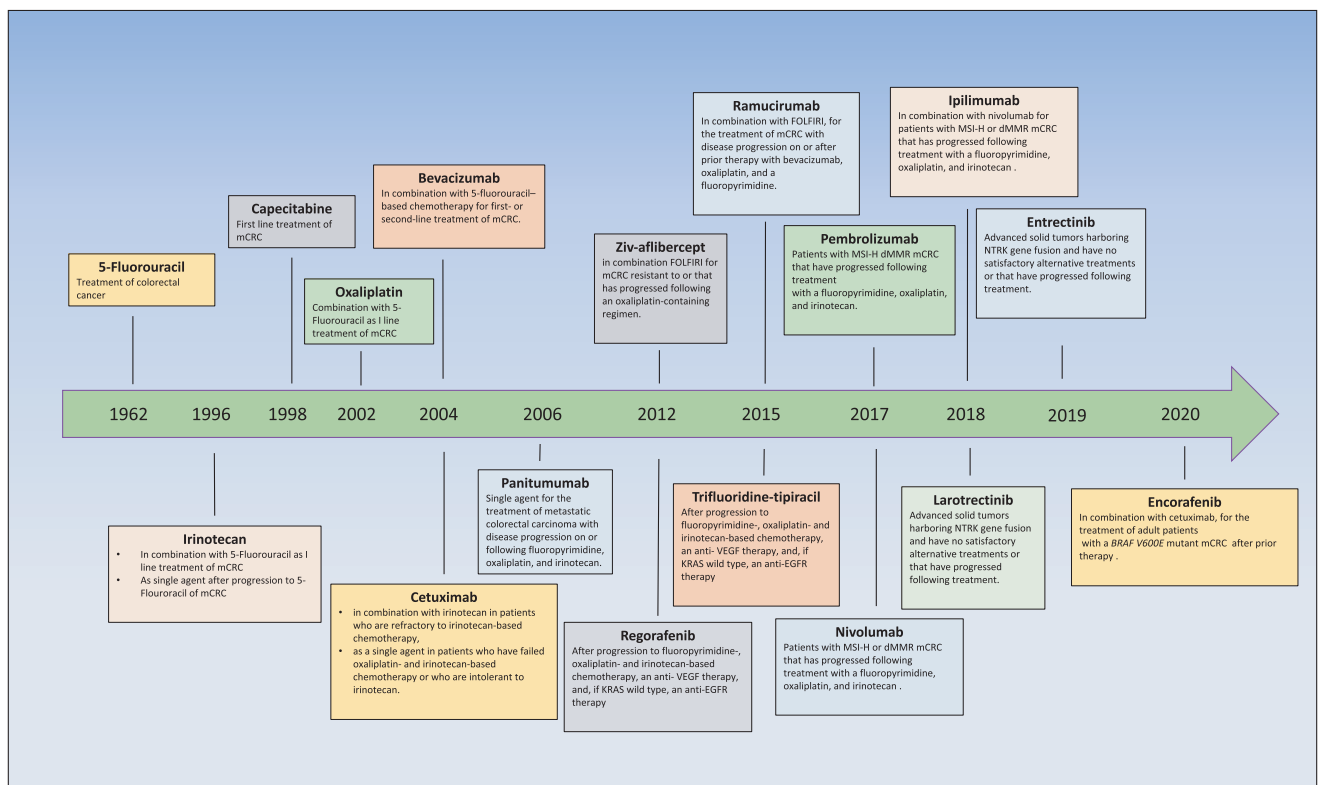 Ramucirumab
In combination with FOLFIRI, for
the treatment of mCRC with
disease progression on or after
prior therapy with bevacizumab,
oxaliplatin, and a
fluoropyrimidine.
Ipilimumab
In combination with nivolumab for
patients with MSI-H or dMMR mCRC
that has progressed following
treatment with a fluoropyrimidine,
oxaliplatin, and irinotecan .
Bevacizumab
In combination with 5-fluorouracil–
based chemotherapy for first- or
second-line treatment of mCRC.
Capecitabine
First line treatment of
mCRC
Entrectinib
Advanced solid tumors harboring
NTRK gene fusion and have no
satisfactory alternative treatments
or that have progressed following
treatment.
Ziv-aflibercept
in combination FOLFIRI for
mCRC resistant to or that
has progressed following
an oxaliplatin-containing
regimen.
Pembrolizumab
Patients with MSI-H dMMR mCRC
that have progressed following
treatment
with a fluoropyrimidine, oxaliplatin,
and irinotecan.
5-Fluorouracil
Treatment of colorectal
cancer
Oxaliplatin
Combination with 5-
Fluorouracil as I line
treatment of mCRC
1962 1996 1998 2002 2004 2006 2012 2015 2017 2018 2019 2020
Panitumumab
Single agent for the
treatment of metastatic
colorectal carcinoma with
disease progression on or
following fluoropyrimidine,
oxaliplatin, and irinotecan.
Trifluoridine-tipiracil
After progression to
fluoropyrimidine-, oxaliplatin- and
irinotecan-based chemotherapy,
an anti- VEGF therapy, and, if
KRAS wild type, an anti-EGFR
therapy
Larotrectinib
Advanced solid tumors
harboring NTRK gene fusion
and have no satisfactory
alternative treatments or
that have progressed
following treatment.
Encorafenib
In combination with cetuximab, for the
treatment of adult patients
with a BRAF V600E mutant mCRC after prior
therapy .
Irinotecan
• In combination with 5-Fluorouracil as I
line treatment of mCRC
• As single agent after progression to 5-
Flouroracil of mCRC
Cetuximab
• in combination with irinotecan in patients
who are refractory to irinotecan-based
chemotherapy,
• as a single agent in patients who have failed
oxaliplatin- and irinotecan-based
chemotherapy or who are intolerant to
irinotecan.
Regorafenib
After progression to fluoropyrimidine-,
oxaliplatin- and irinotecan-based
chemotherapy, an anti- VEGF therapy,
and, if KRAS wild type, an anti-EGFR
therapy
Nivolumab
Patients with MSI-H or dMMR mCRC
that has progressed following
treatment with a fluoropyrimidine,
oxaliplatin, and irinotecan .